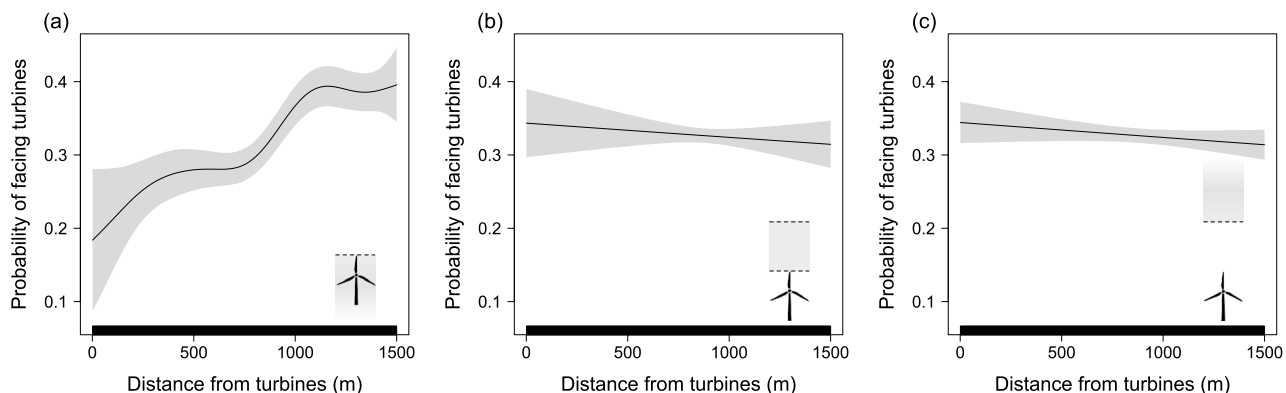 (a)
Probability of facing turbines
0.4
0.3
0.2
0.1
0 500 1000 1500
Distance from turbines (m)
(b)
Probability of facing turbines
0.4
0.3
0.2
0.1
0 500 1000 1500
Distance from turbines (m)
(c)
Probability of facing turbines
0.4
0.3
0.2
0.1
0 500 1000 1500
Distance from turbines (m)